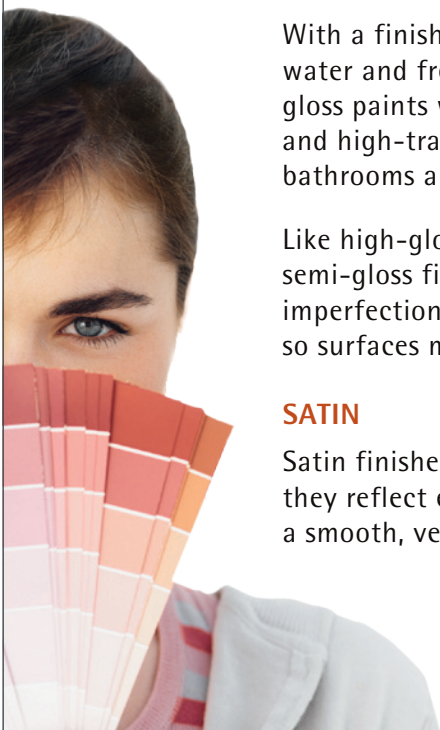 With a finish
water and fr
gloss paints
and high-tra
bathrooms a
Like high-glo
semi-gloss fi
imperfection
so surfaces
SATIN
Satin finishe
they reflect
a smooth, ve